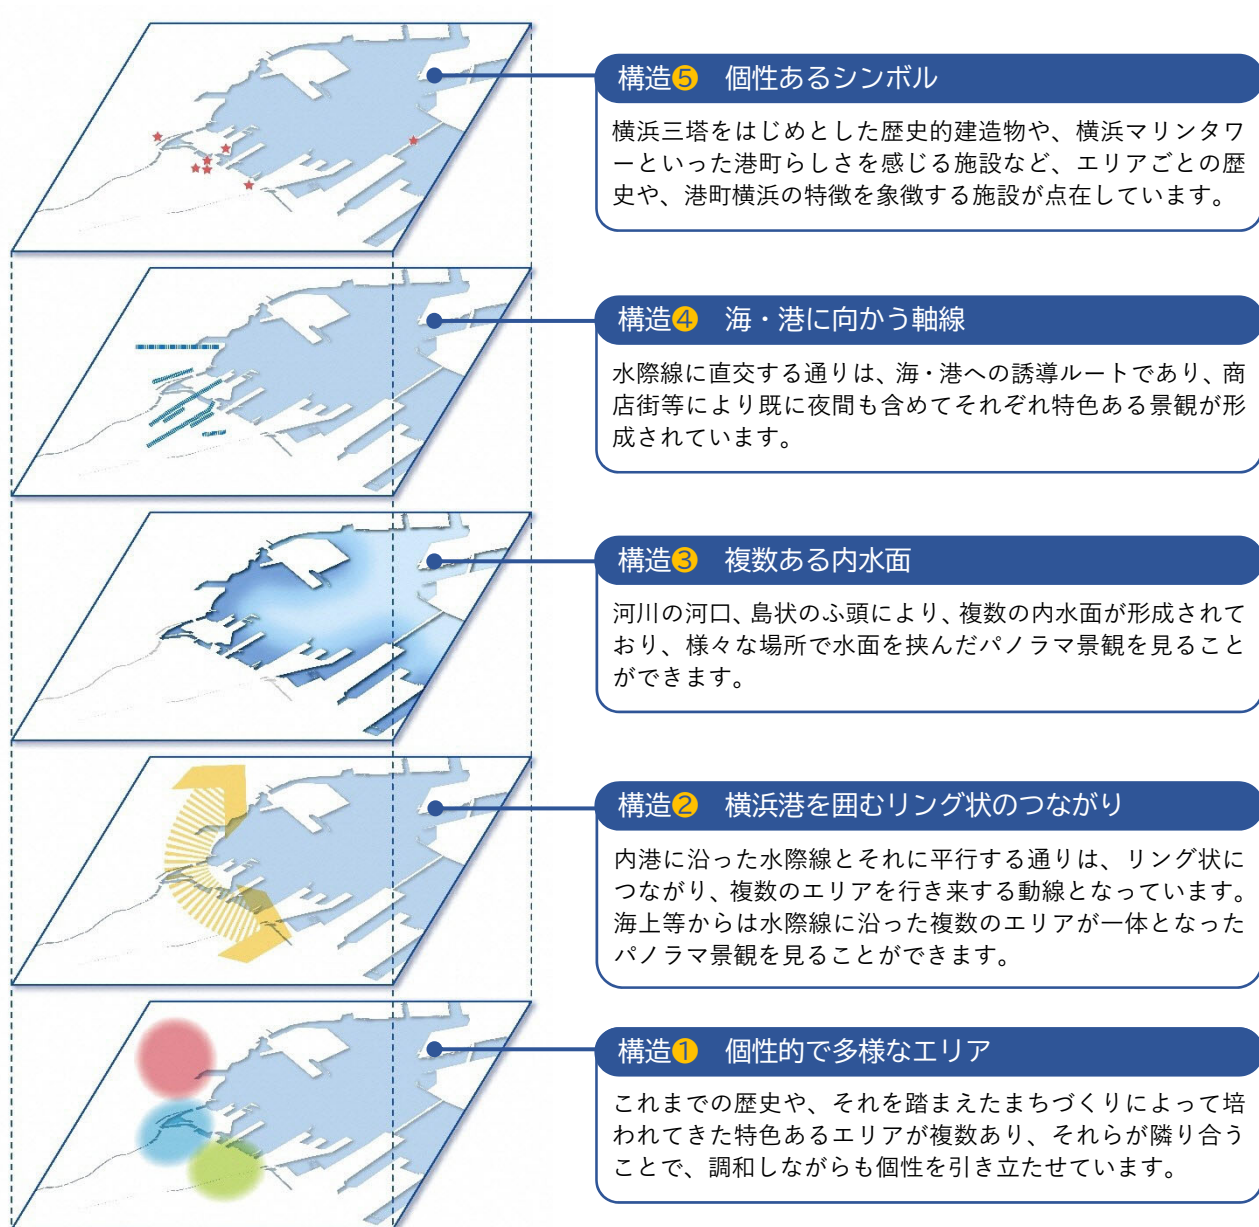 構造❺　個性あるシンボル
横浜三塔をはじめとした歴史的建造物や、横浜マリンタワ
ーといった港町らしさを感じる施設など、エリアごとの歴
史や、港町横浜の特徴を象徴する施設が点在しています。
構造❹　海・港に向かう軸線
水際線に直交する通りは、海・港への誘導ルートであり、商
店街等により既に夜間も含めてそれぞれ特色ある景観が形
成されています。
構造❸　複数ある内水面
河川の河口、島状のふ頭により、複数の内水面が形成されて
おり、様々な場所で水面を挟んだパノラマ景観を見ること
ができます。
構造❷　横浜港を囲むリング状のつながり
内港に沿った水際線とそれに平行する通りは、リング状に
つながり、複数のエリアを行き来する動線となっています。
海上等からは水際線に沿った複数のエリアが一体となった
パノラマ景観を見ることができます。
構造❶　個性的で多様なエリア
これまでの歴史や、それを踏まえたまちづくりによって培
われてきた特色あるエリアが複数あり、それらが隣り合う
ことで、調和しながらも個性を引き立たせています。